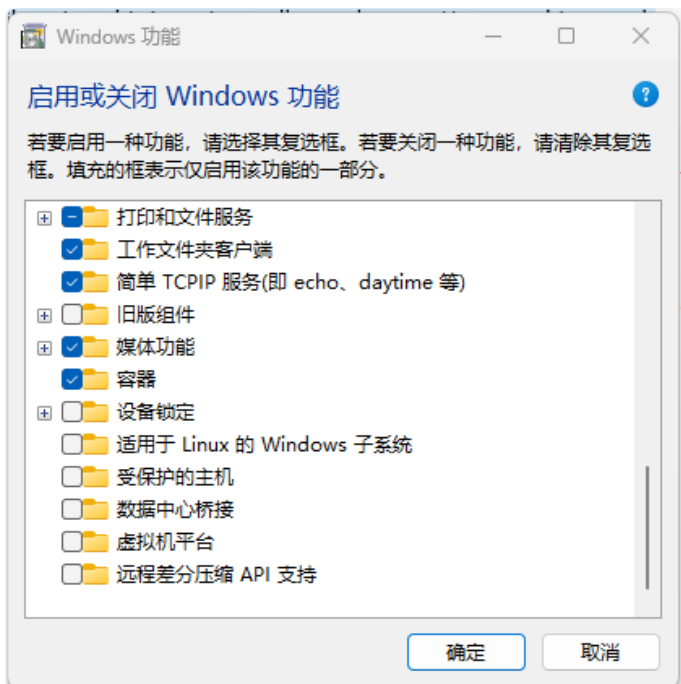 Windows 功能
启用或关闭 Windows 功能
若要启用一种功能，请选择其复选框。若要关闭一种功能，请清除其复选
框。填充的框表示仅启用该功能的一部分。
打印和文件服务
工作文件夹客户端
简单 TCPIP 服务(即 echo、daytime 等)
旧版组件
媒体功能
容器
设备锁定
适用于 Linux 的 Windows 子系统
受保护的主机
数据中心桥接
虚拟机平台
远程差分压缩 API 支持
确定
取消